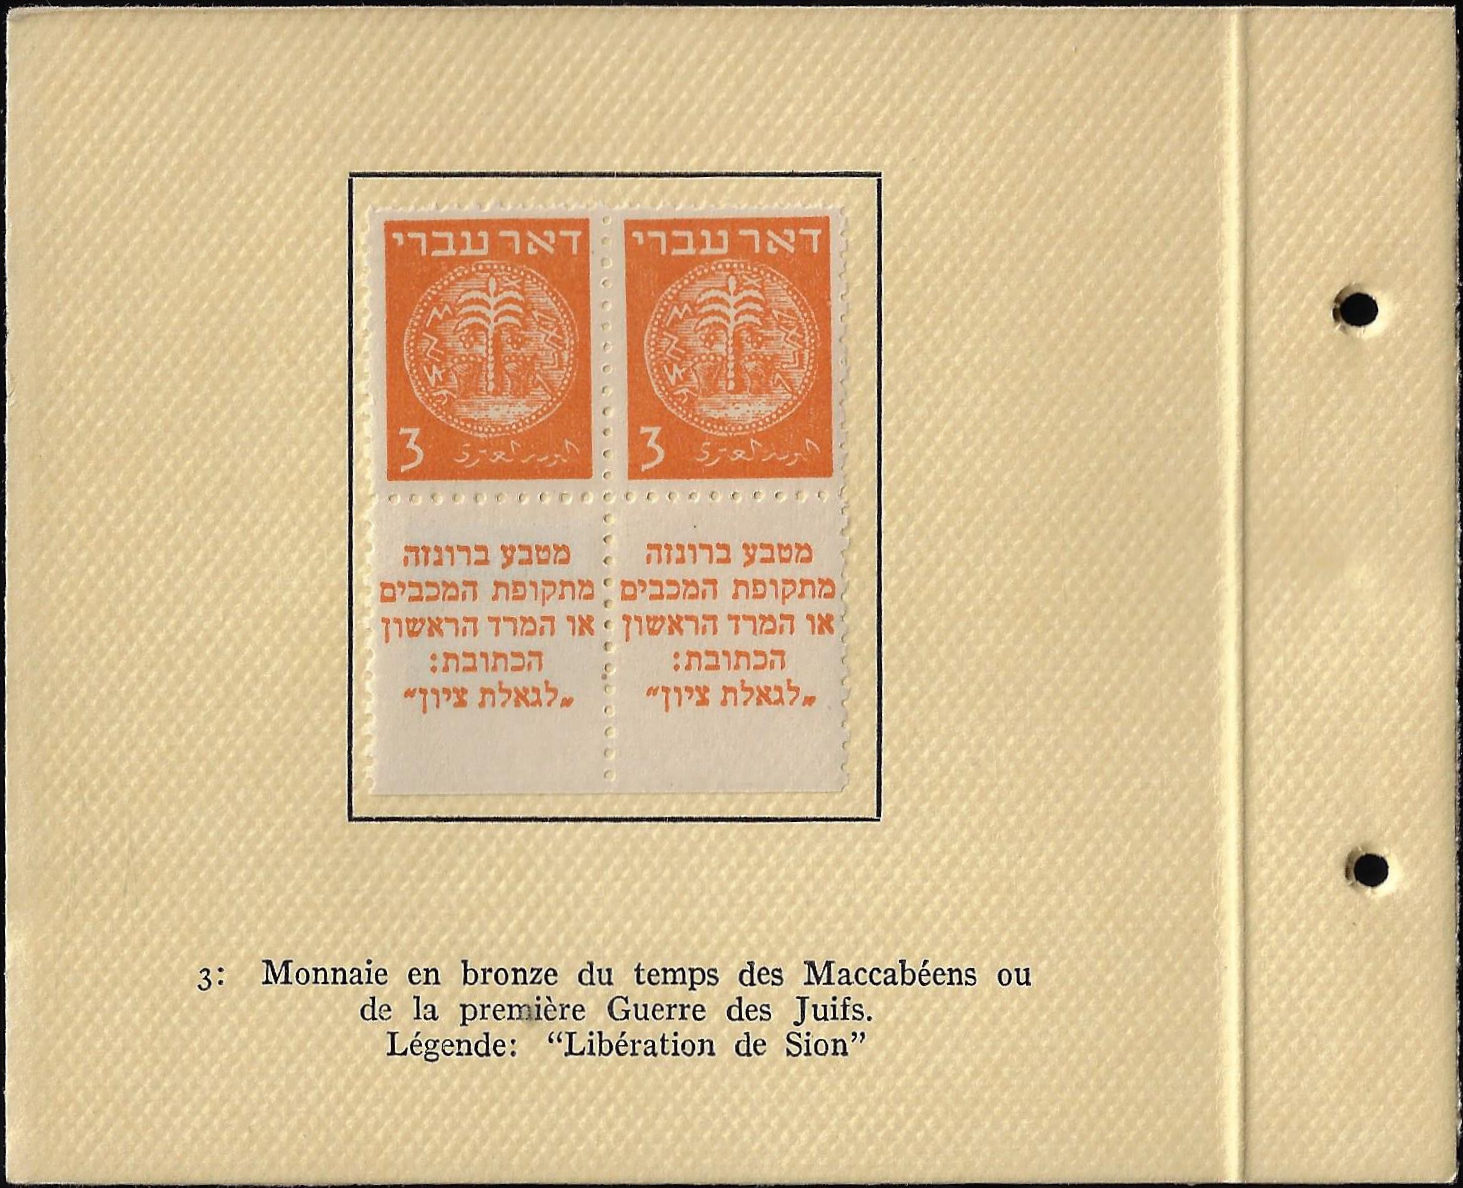 דאר עברי
דאר עברי
3
3
מטבע ברונזה
מתקופת המכבים
או המרד הראשון
הכתובת:
„לגאלת ציון“
מטבע ברונזה
מתקופת המכבים
או המרד הראשון
הכתובת:
„לגאלת ציון“
3: Monnaie en bronze du temps des Maccabéens ou
de la première Guerre des Juifs.
Légende: “Libération de Sion”